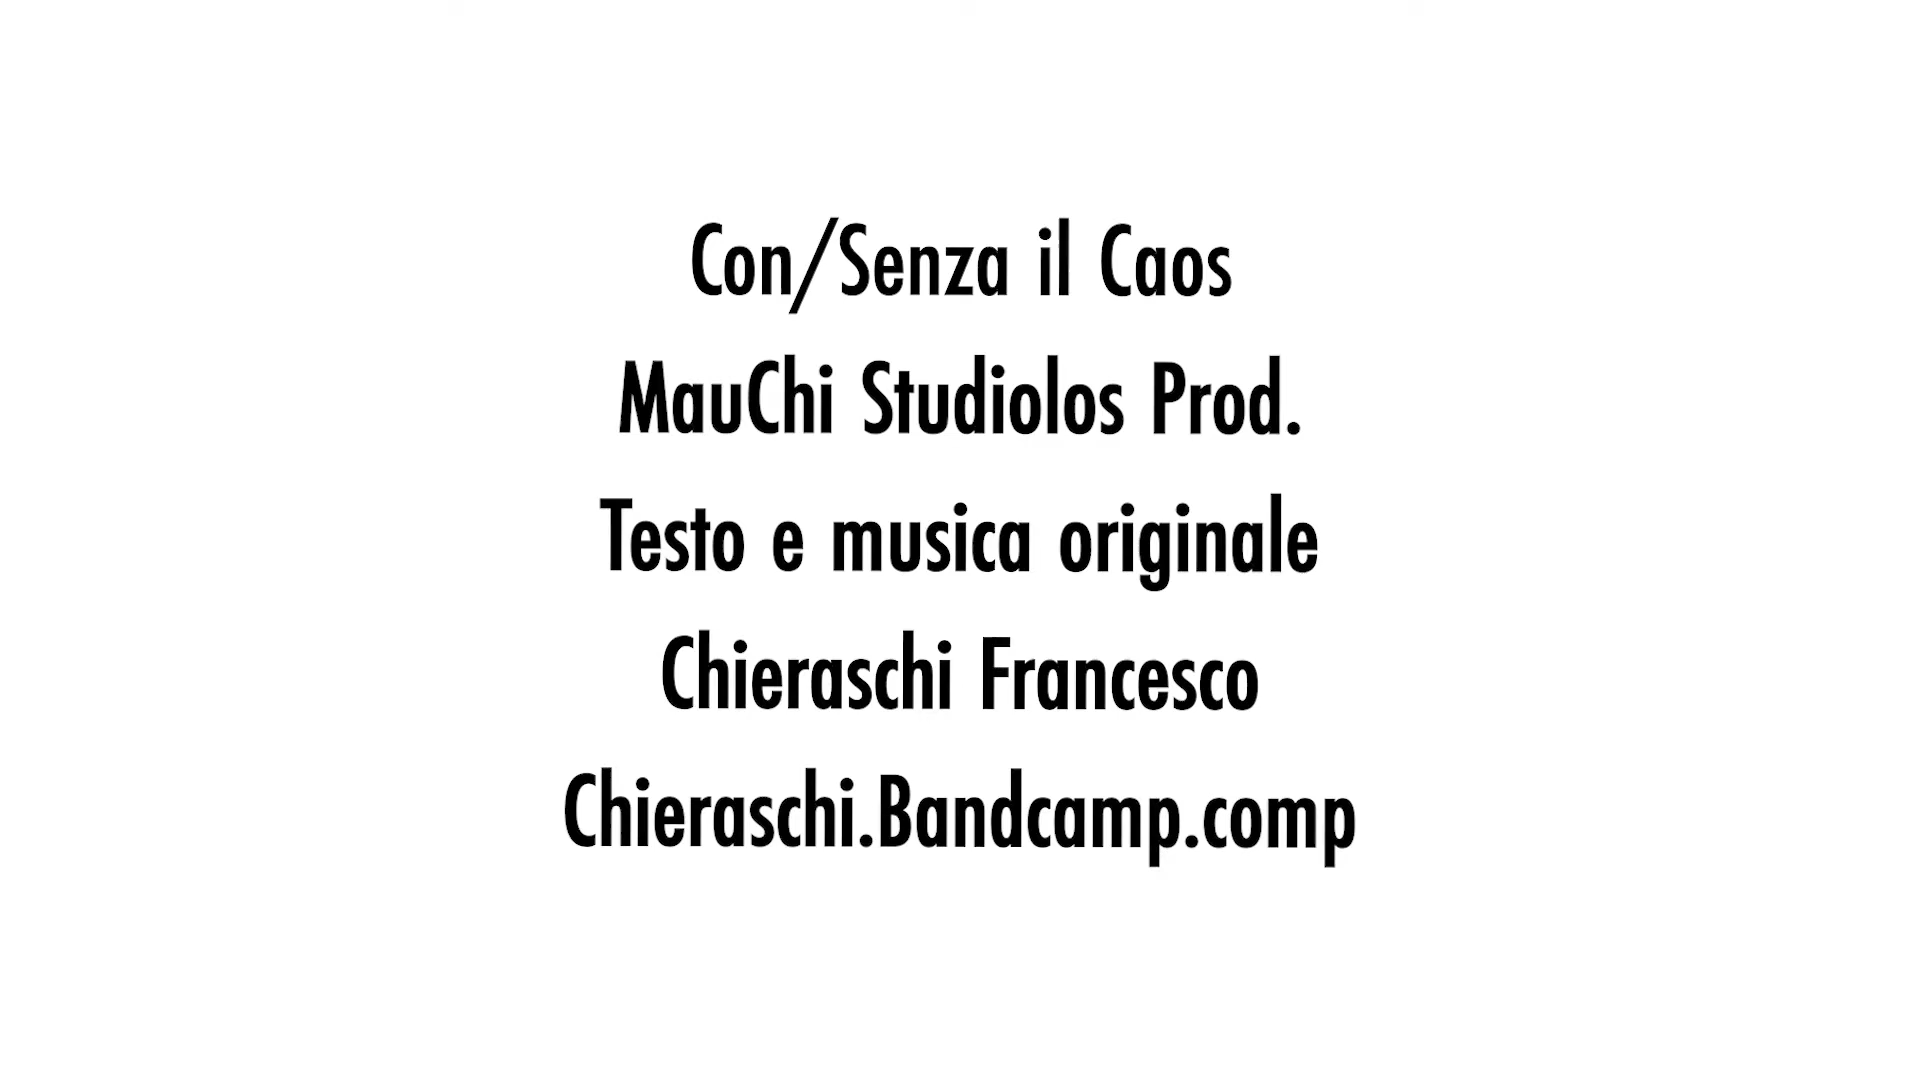 Con/Senza il Caos
MauChi Studiolos Prod.
Testo e musica originale
Chieraschi Francesco
Chieraschi.Bandcamp.comp